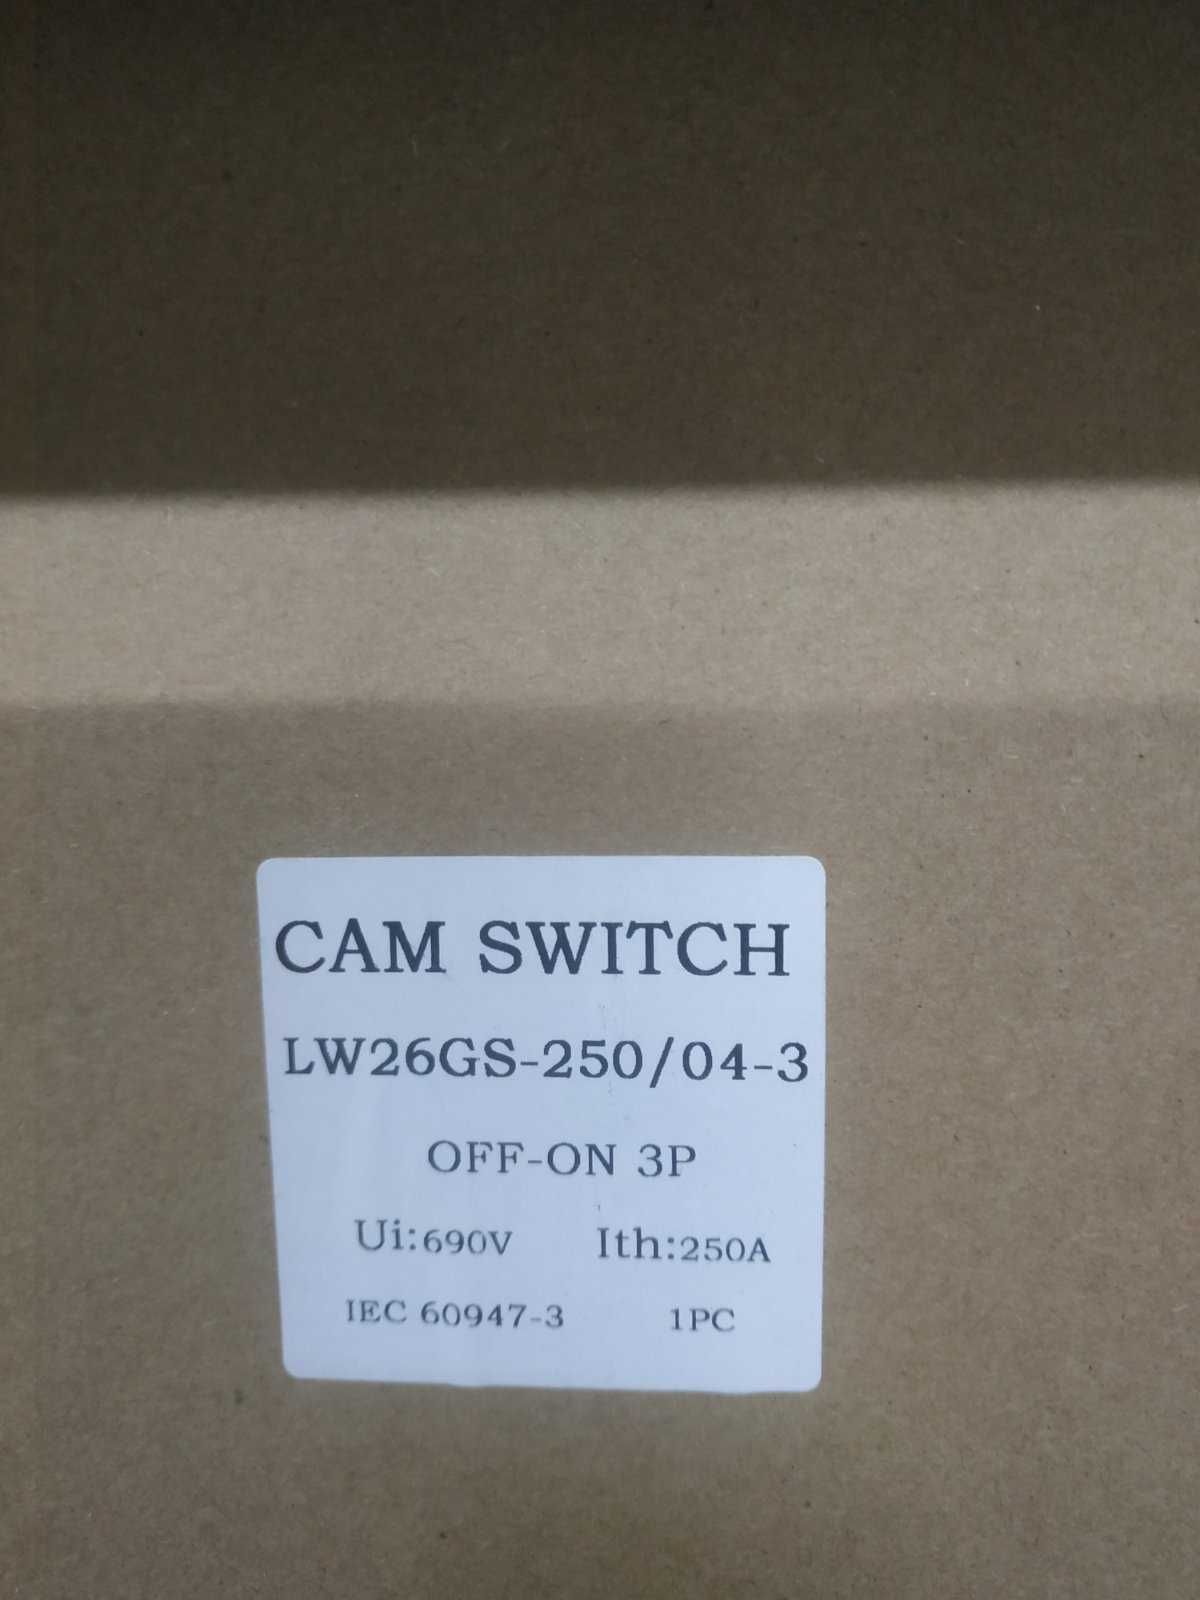 CAM SWITCH
LW26GS-250/04-3
OFF-ON 3P
Ui:690V Ith:250A
IEC 60947-3 1PC